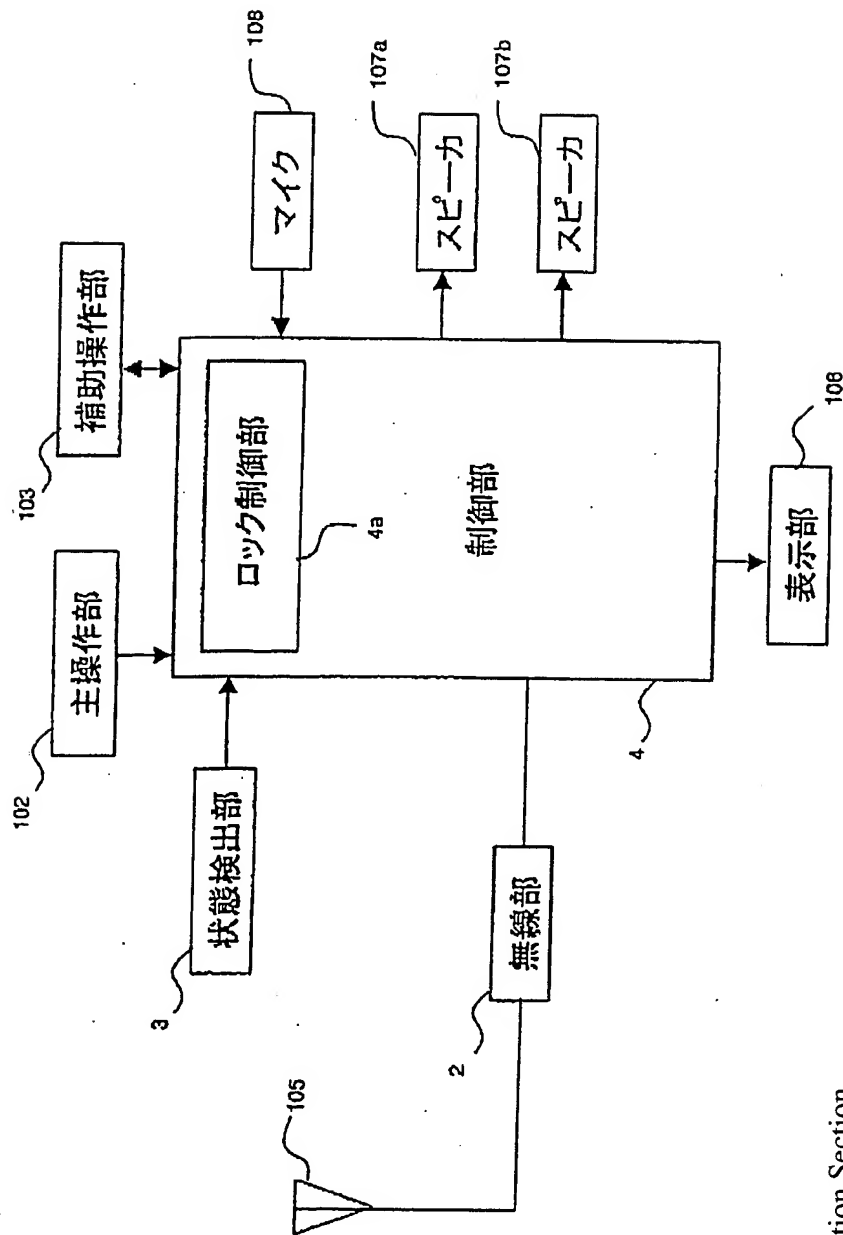 108
マイク
107a
スピーカ
107b
スピーカ
103
補助操作部
102
主操作部
ロック制御部
4a
制御部
4
3
状態検出部
2
無線部
105
108
表示部
tion Section